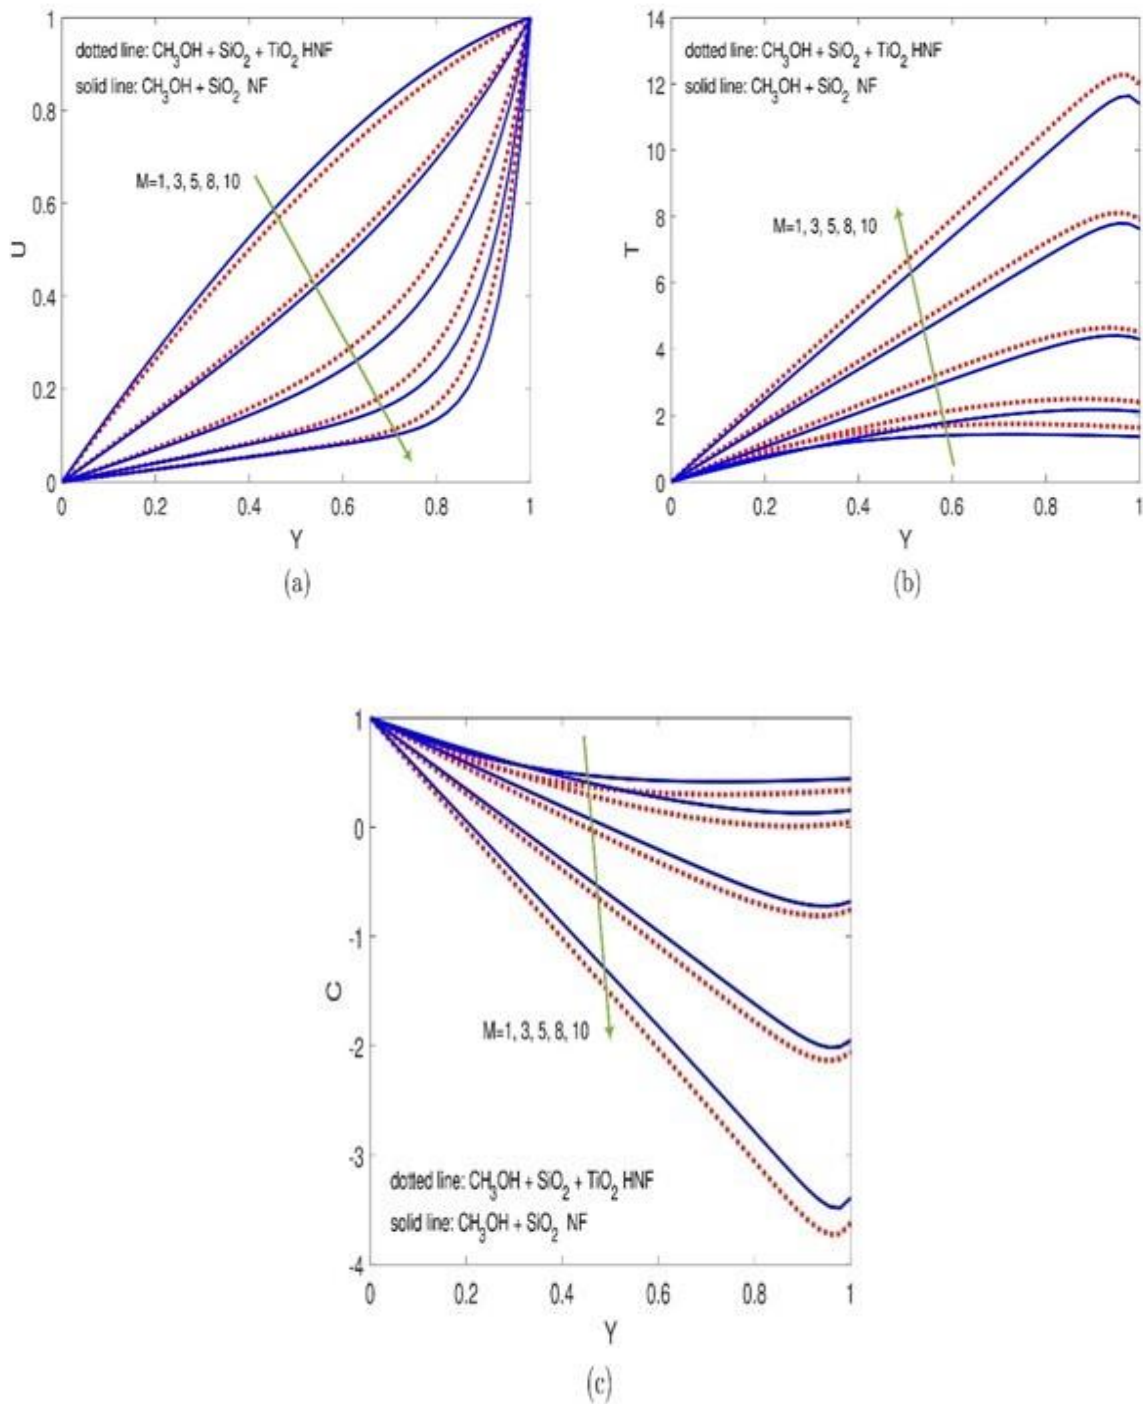 1
dotted line: CH₃OH + SiO₂ + TiO₂ HNF
solid line: CH₃OH + SiO₂ NF
0.8
M=1, 3, 5, 8, 10
0.6
U
0.4
0.2
0
0 0.2 0.4 0.6 0.8 1
Y
(a)
14
dotted line: CH₃OH + SiO₂ + TiO₂ HNF
solid line: CH₃OH + SiO₂ NF
12
10
M=1, 3, 5, 8, 10
8
T
6
4
2
0
0 0.2 0.4 0.6 0.8 1
Y
(b)
1
0
-1
C
M=1, 3, 5, 8, 10
-2
-3
dotted line: CH₃OH + SiO₂ + TiO₂ HNF
solid line: CH₃OH + SiO₂ NF
-4
0 0.2 0.4 0.6 0.8 1
Y
(c)